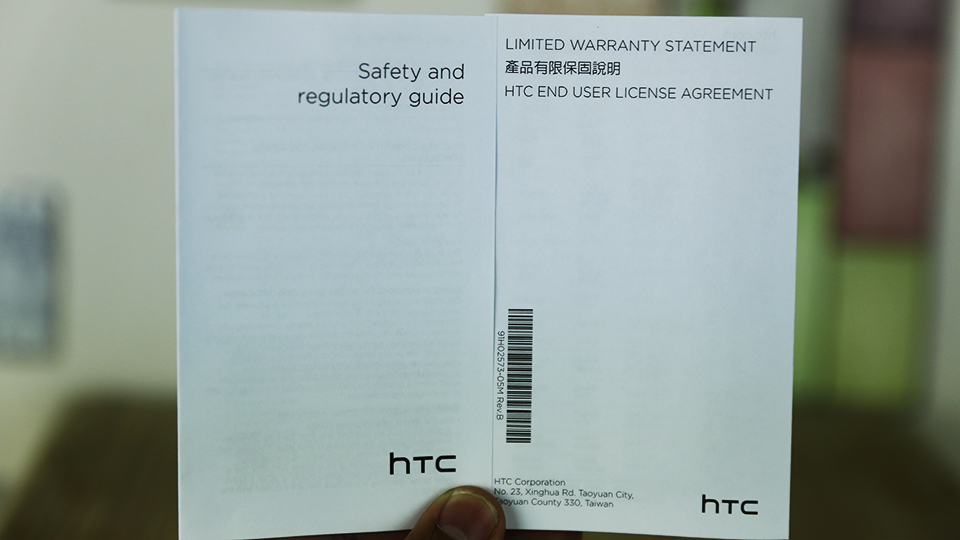 Safety and
regulatory guide
htc
LIMITED WARRANTY STATEMENT
產品有限保固說明
HTC END USER LICENSE AGREEMENT
91H02573-05M Rev.B
HTC Corporation
No. 23, Xinghua Rd. Taoyuan City,
Taoyuan County 330, Taiwan
htc